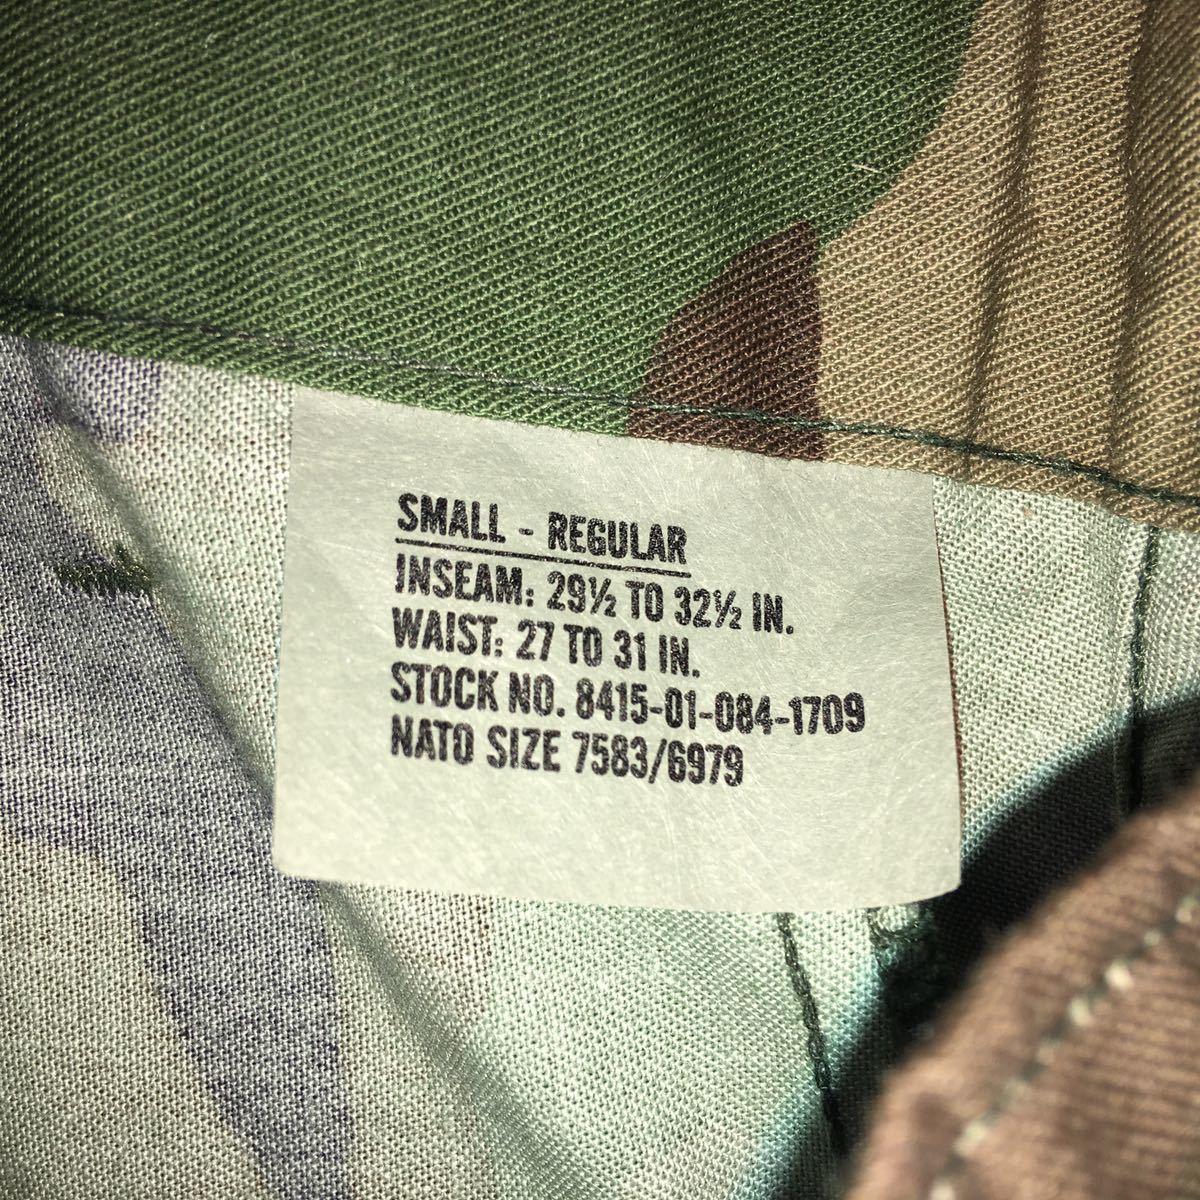 SMALL - REGULAR
INSEAM: 29½ TO 32½ IN.
WAIST: 27 TO 31 IN.
STOCK NO. 8415-01-084-1709
NATO SIZE 7583/6979